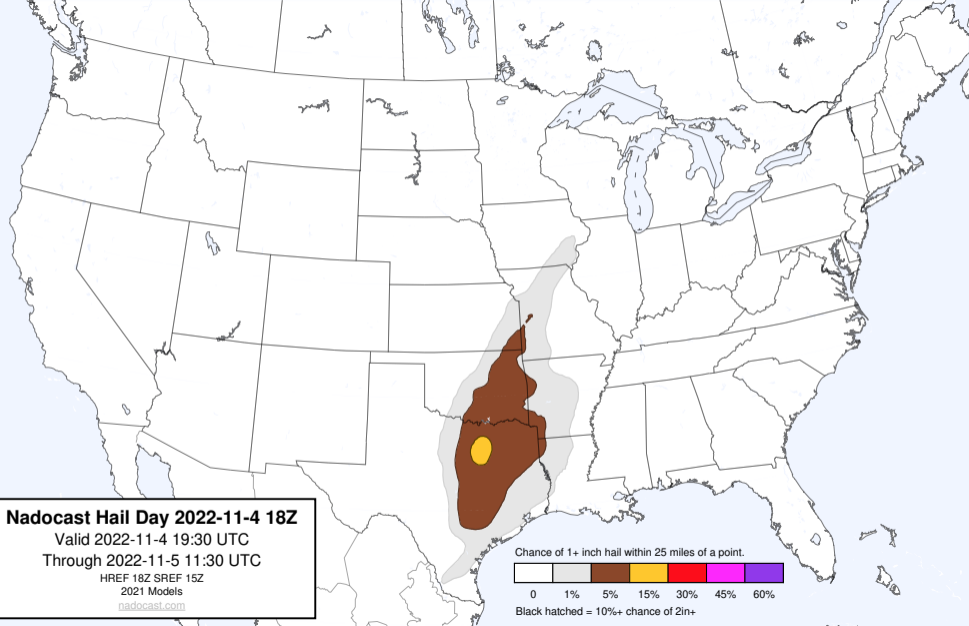 Nadocast Hail Day 2022-11-4 18Z
Valid 2022-11-4 19:30 UTC
Through 2022-11-5 11:30 UTC
HREF 18Z SREF 15Z
2021 Models
nadocast.com
Chance of 1+ inch hail within 25 miles of a point.
0 1% 5% 15% 30% 45% 60%
Black hatched = 10%+ chance of 2in+